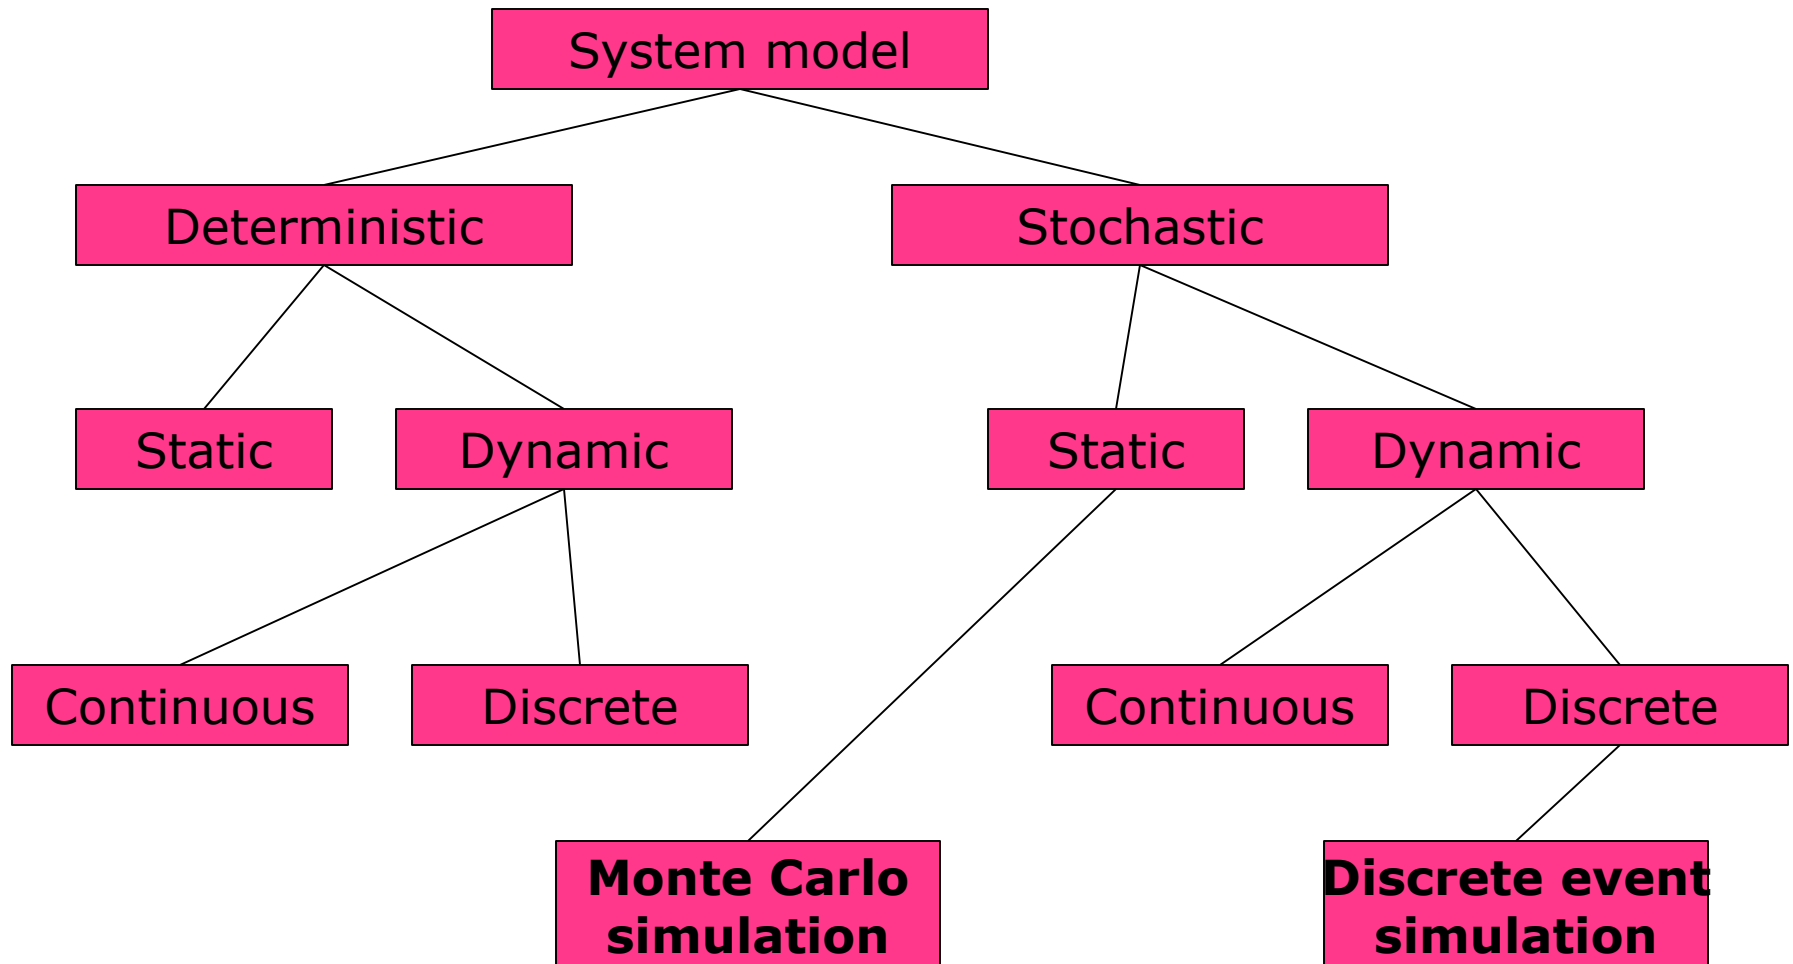 System model
Deterministic
Stochastic
Static
Dynamic
Static
Dynamic
Continuous
Discrete
Continuous
Discrete
Monte Carlo
simulation
Discrete event
simulation